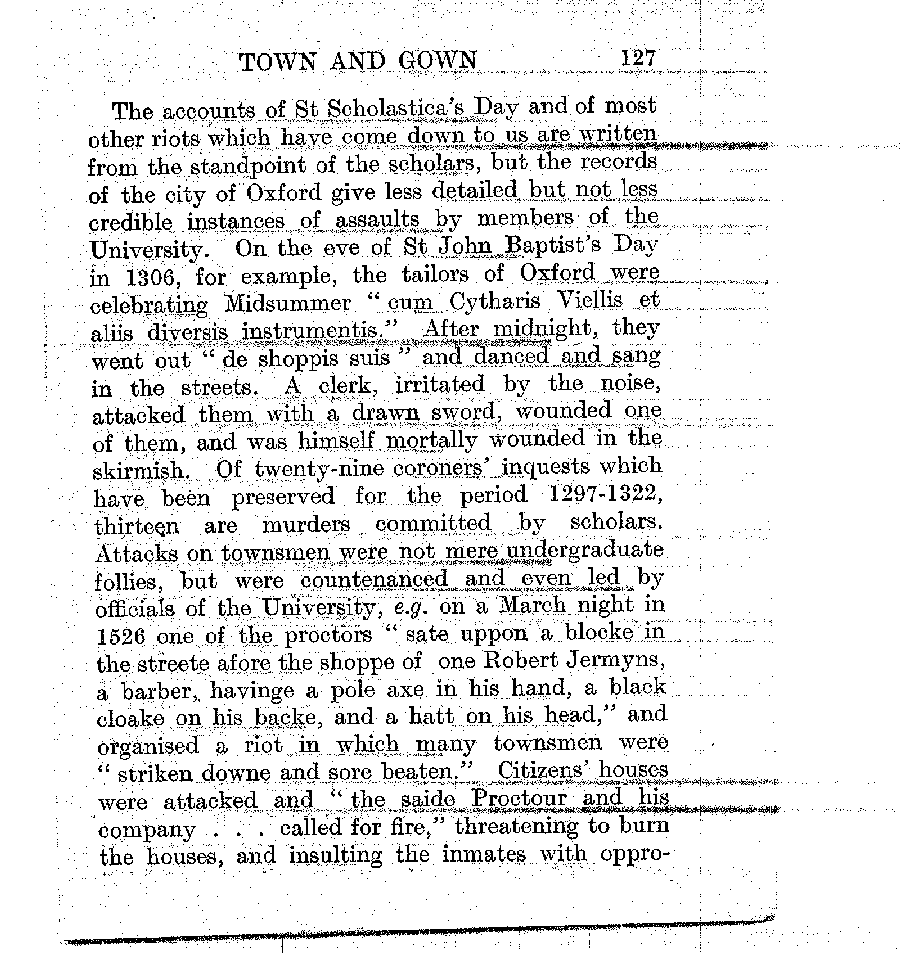 TOWN AND GOWN 127
The accounts of St Scholastica's Day and of most
other riots which have come down to us are written
from the standpoint of the scholars, but the records
of the city of Oxford give less detailed but not less
credible instances of assaults by members of the
University. On the eve of St John Baptist's Day
in 1306, for example, the tailors of Oxford were
celebrating Midsummer “ cum Cytharis Viellis et
aliis diversis instrumentis.” After midnight, they
went out “ de shoppis suis ” and danced and sang
in the streets. A clerk, irritated by the noise,
attacked them with a drawn sword, wounded one
of them, and was himself mortally wounded in the
skirmish. Of twenty-nine coroners' inquests which
have been preserved for the period 1297-1322,
thirteen are murders committed by scholars.
Attacks on townsmen were not mere undergraduate
follies, but were countenanced and even led by
officials of the University, e.g. on a March night in
1526 one of the proctors “ sate uppon a blocke in
the streete afore the shoppe of one Robert Jermyns,
a barber, havinge a pole axe in his hand, a black
cloake on his backe, and a hatt on his head,” and
organised a riot in which many townsmen were
“ striken downe and sore beaten.” Citizens' houses
were attacked and “ the saide Proctour and his
company . . . called for fire,” threatening to burn
the houses, and insulting the inmates with oppro-